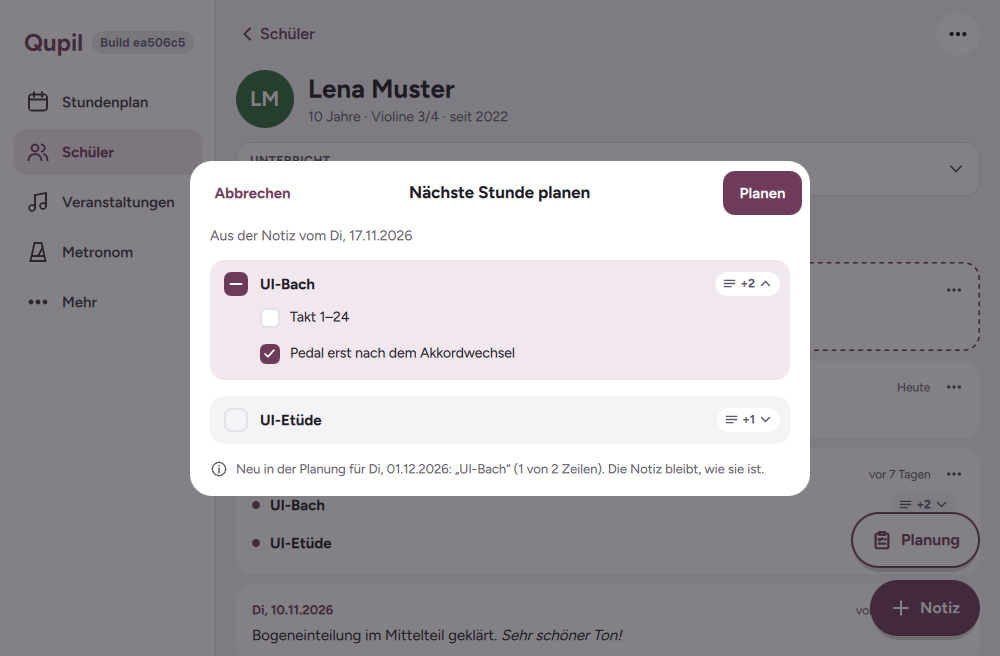 Qupil Build ea506c5
Stundenplan
Schüler
Veranstaltungen
Metronom
Mehr
Schüler
LM
Lena Muster
10 Jahre · Violine 3/4 · seit 2022
UNTERRICHT
Abbrechen Nächste Stunde planen Planen
Aus der Notiz vom Di, 17.11.2026
UI-Bach +2
Takt 1–24
Pedal erst nach dem Akkordwechsel
UI-Etüde +1
Neu in der Planung für Di, 01.12.2026: „UI-Bach“ (1 von 2 Zeilen). Die Notiz bleibt, wie sie ist.
Heute
vor 7 Tagen
UI-Bach +2
UI-Etüde
Planung
Di, 10.11.2026
Bogeneinteilung im Mittelteil geklärt. Sehr schöner Ton!
Notiz